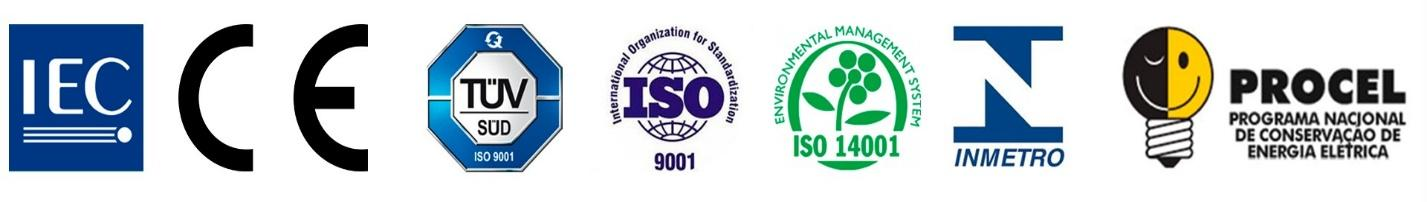 IEC
CE
TÜV
SÜD
ISO 9001
International Organization for Standardization
ISO
9001
ENVIRONMENTAL MANAGEMENT SYSTEM
ISO 14001
INMETRO
PROCEL
PROGRAMA NACIONAL
DE CONSERVAÇÃO DE
ENERGIA ELÉTRICA